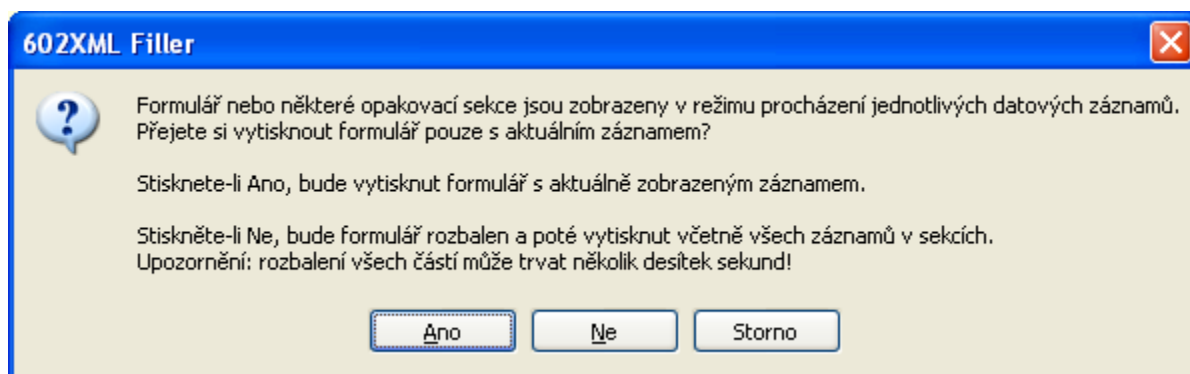 602XML Filler
Formulář nebo některé opakovací sekce jsou zobrazeny v režimu procházení jednotlivých datových záznamů.
Přejete si vytisknout formulář pouze s aktuálním záznamem?
Stisknete-li Ano, bude vytisknut formulář s aktuálně zobrazeným záznamem.
Stiskněte-li Ne, bude formulář rozbalen a poté vytisknut včetně všech záznamů v sekcích.
Upozornění: rozbalení všech částí může trvat několik desítek sekund!
Ano Ne Storno